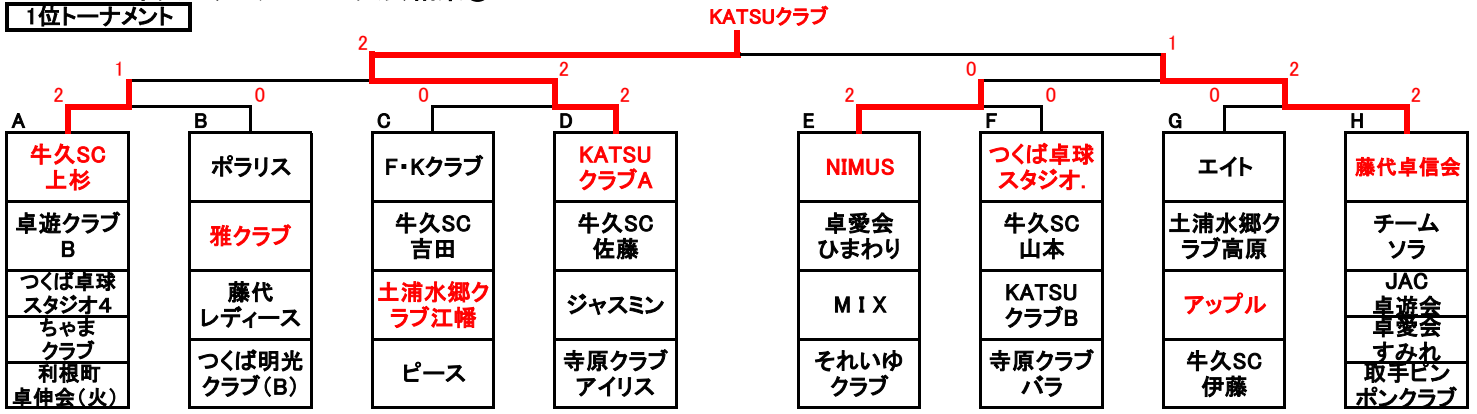 1位トーナメント
KATSUクラブ
2
1
1
2
0
2
2
0
0
2
2
0
0
2
A
B
C
D
E
F
G
H
牛久SC
上杉
卓遊クラブ
B
つくば卓球
スタジオ4
ちゃま
クラブ
利根町
卓伸会(火)
ポラリス
雅クラブ
藤代
レディース
つくば明光
クラブ(B)
F・Kクラブ
牛久SC
吉田
土浦水郷ク
ラブ江幡
ピース
KATSU
クラブA
牛久SC
佐藤
ジャスミン
寺原クラブ
アイリス
NIMUS
卓愛会
ひまわり
MIX
それいゆ
クラブ
つくば卓球
スタジオ.
牛久SC
山本
KATSU
クラブB
寺原クラブ
バラ
エイト
土浦水郷ク
ラブ高原
アップル
牛久SC
伊藤
藤代卓信会
チーム
ソラ
JAC
卓遊会
卓愛会
すみれ
取手ピン
ポンクラブ